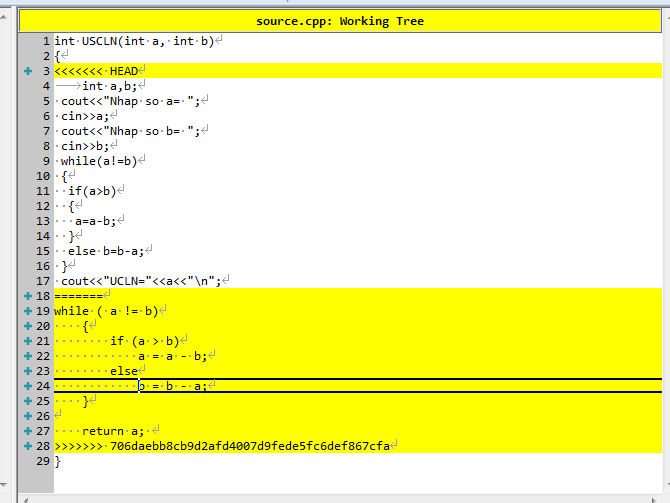 source.cpp: Working Tree
1 int USCLN(int a, int b)
2 {
3 <<<<<<< HEAD
4 int a,b;
5 cout<<"Nhap so a= ";
6 cin>>a;
7 cout<<"Nhap so b= ";
8 cin>>b;
9 while(a!=b)
10 {
11 if(a>b)
12 {
13 a=a-b;
14 }
15 else b=b-a;
16 }
17 cout<<"UCLN="<<a<<"\n";
18 =======
19 while ( a != b)
20 {
21 if (a > b)
22 a = a - b;
23 else
24 b = b - a;
25 }
26
27 return a;
28 >>>>>>> 706daebb8cb9d2afd4007d9fede5fc6def867cfa
29 }